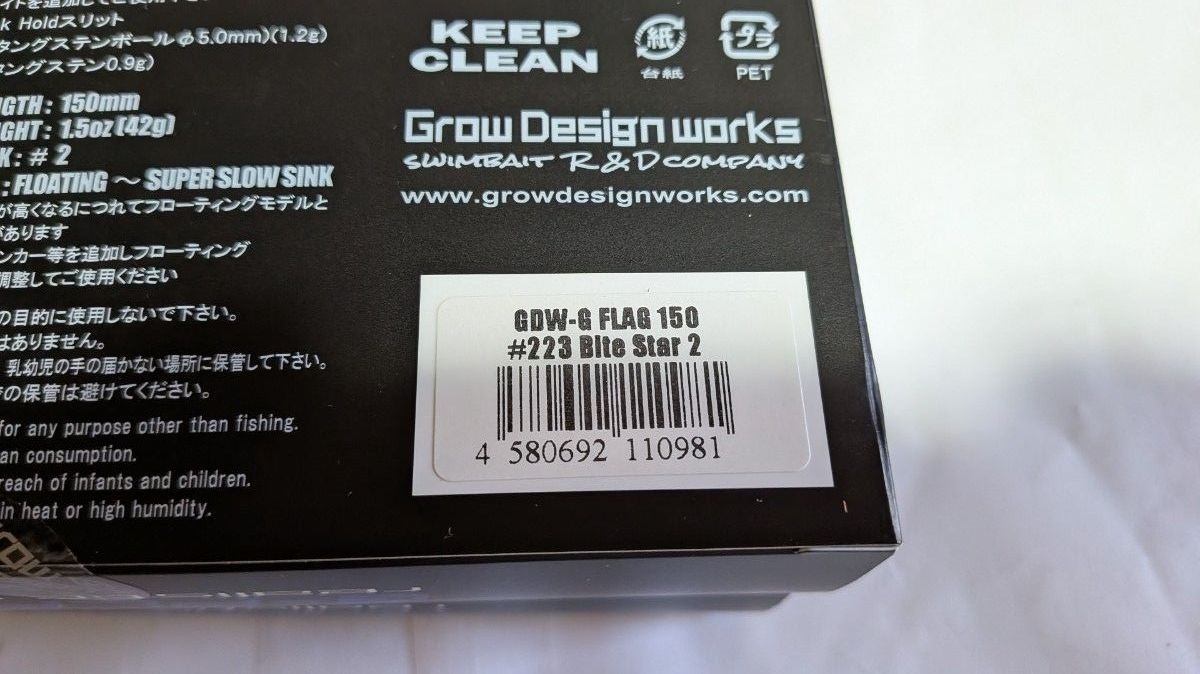 k Holdスリット
タングステンボールφ5.0mm)(1.2g)
タングステン0.9g)
NGTH: 150mm
IGHT: 1.5oz(42g)
K: # 2
: FLOATING ～ SUPER SLOW SINK
が高くなるにつれてフローティングモデルと
があります
ンカー等を追加しフローティング
調整してご使用ください
の目的に使用しないで下さい。
はありません。
乳幼児の手の届かない場所に保管して下さい。
の保管は避けてください。
for any purpose other than fishing.
an consumption.
reach of infants and children.
in heat or high humidity.
KEEP
CLEAN
紙
台紙
PET
Grow Design works
SWIMBAIT R&D COMPANY
www.growdesignworks.com
GDW-G FLAG 150
#223 Bite Star 2
4 580692 110981